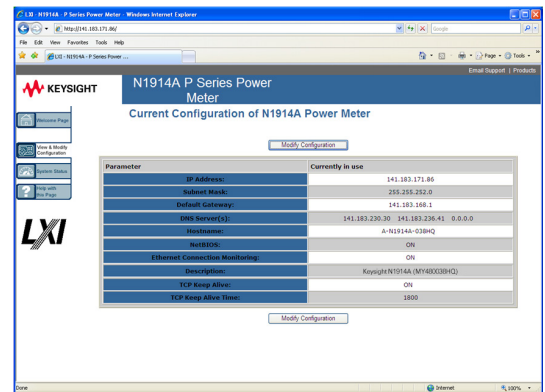 LXI - N1914A - P Series Power Meter - Windows Internet Explorer
http://141.183.171.86/
Google
File Edit View Favorites Tools Help
LXI - N1914A - P Series Power ...
Page Tools
Email Support | Products
KEYSIGHT
N1914A P Series Power
Meter
Welcome Page
Current Configuration of N1914A Power Meter
Modify Configuration
View & Modify
Configuration
System Status
Help with
this Page
LXI
Parameter Currently in use
IP Address: 141.183.171.86
Subnet Mask: 255.255.252.0
Default Gateway: 141.183.168.1
DNS Server(s): 141.183.230.30 141.183.236.41 0.0.0.0
Hostname: A-N1914A-038HQ
NetBIOS: ON
Ethernet Connection Monitoring: ON
Description: Keysight N1914A (MY480038HQ)
TCP Keep Alive: ON
TCP Keep Alive Time: 1800
Modify Configuration
Done Internet 100%